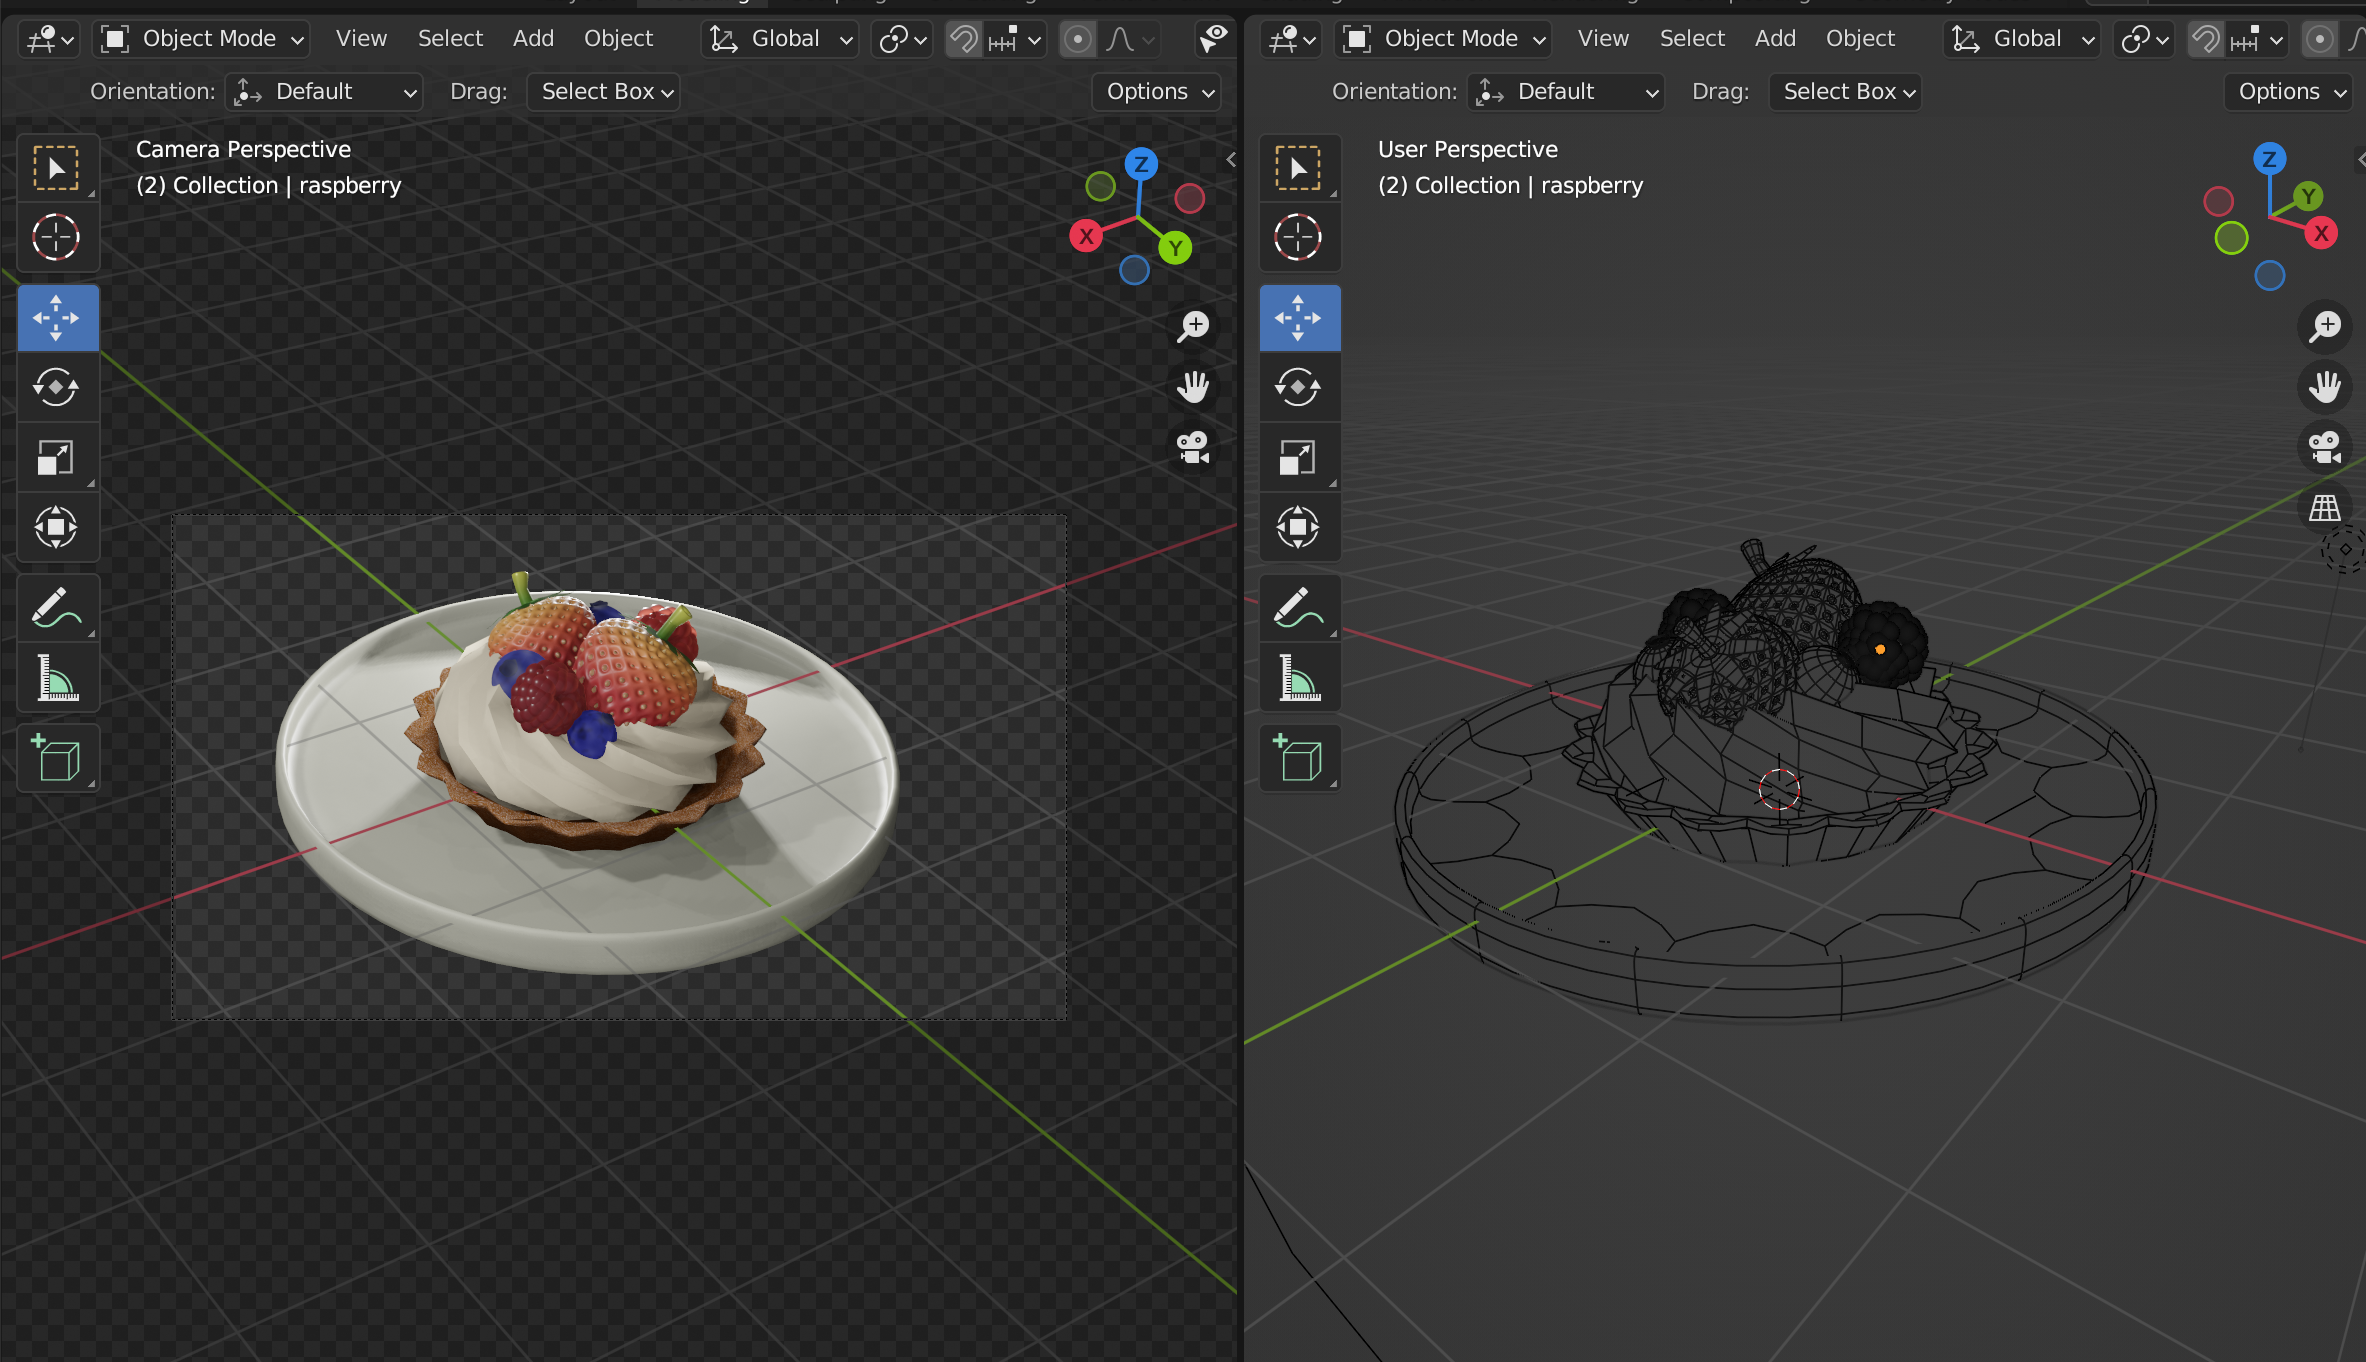 Object Mode View Select Add Object Global
Orientation: Default Drag: Select Box Options
Camera Perspective
(2) Collection | raspberry
Z
X
Y
Object Mode View Select Add Object Global
Orientation: Default Drag: Select Box Options
User Perspective
(2) Collection | raspberry
Z
Y
X